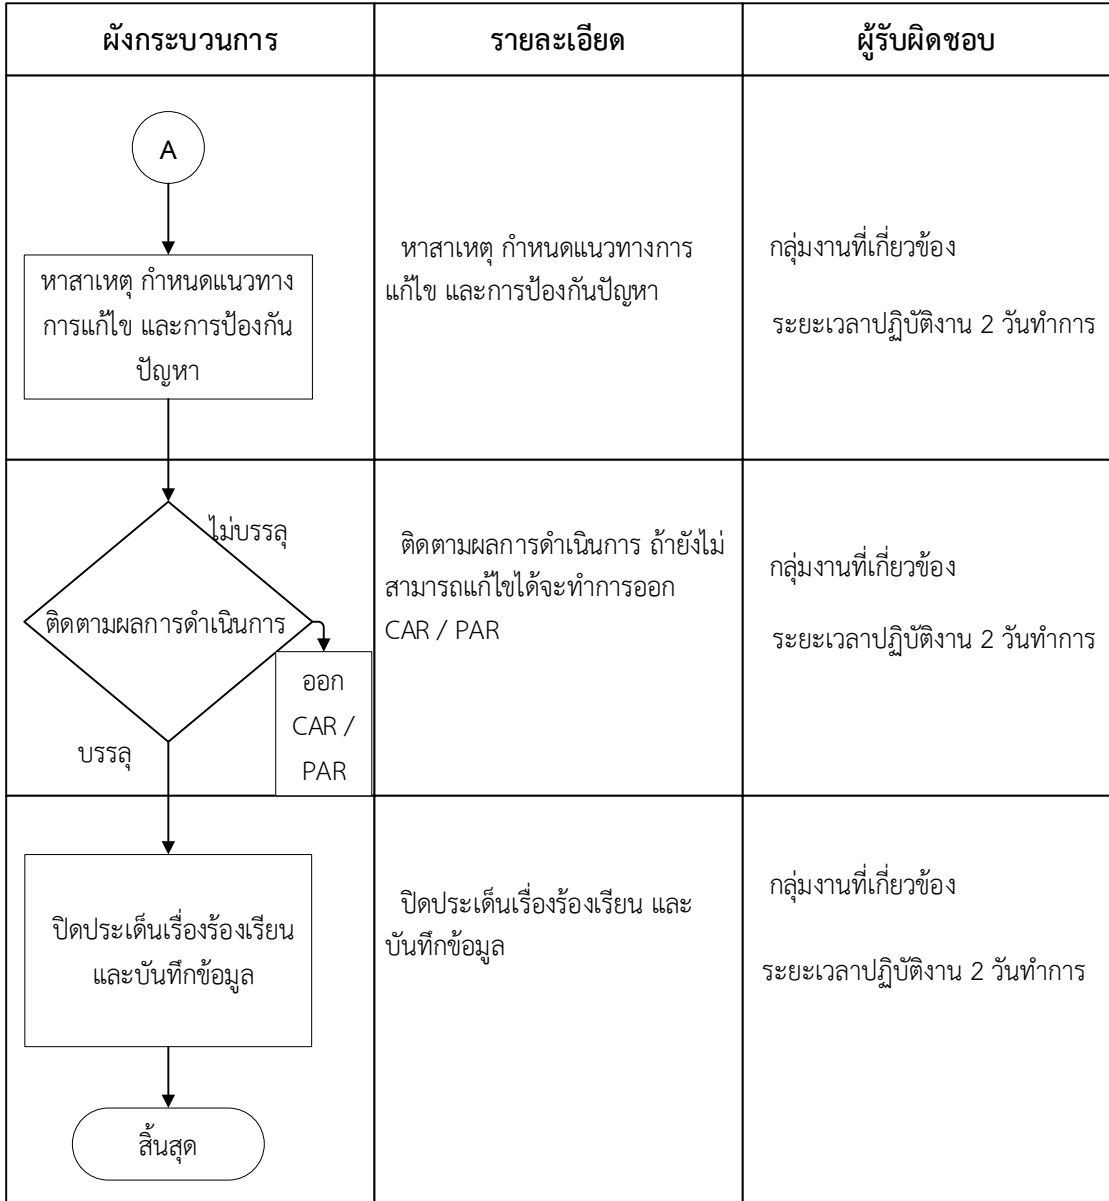 ผังกระบวนการ
รายละเอียด
ผู้รับผิดชอบ
A
หาสาเหตุ กำหนดแนวทาง
การแก้ไข และการป้องกัน
ปัญหา
หาสาเหตุ กำหนดแนวทางการ
แก้ไข และการป้องกันปัญหา
กลุ่มงานที่เกี่ยวข้อง
ระยะเวลาปฏิบัติงาน 2 วันทำการ
ไม่บรรลุ
ติดตามผลการดำเนินการ
บรรลุ
ออก
CAR /
PAR
ติดตามผลการดำเนินการ ถ้ายังไม่
สามารถแก้ไขได้จะทำการออก
CAR / PAR
กลุ่มงานที่เกี่ยวข้อง
ระยะเวลาปฏิบัติงาน 2 วันทำการ
ปิดประเด็นเรื่องร้องเรียน
และบันทึกข้อมูล
สิ้นสุด
ปิดประเด็นเรื่องร้องเรียน และ
บันทึกข้อมูล
กลุ่มงานที่เกี่ยวข้อง
ระยะเวลาปฏิบัติงาน 2 วันทำการ